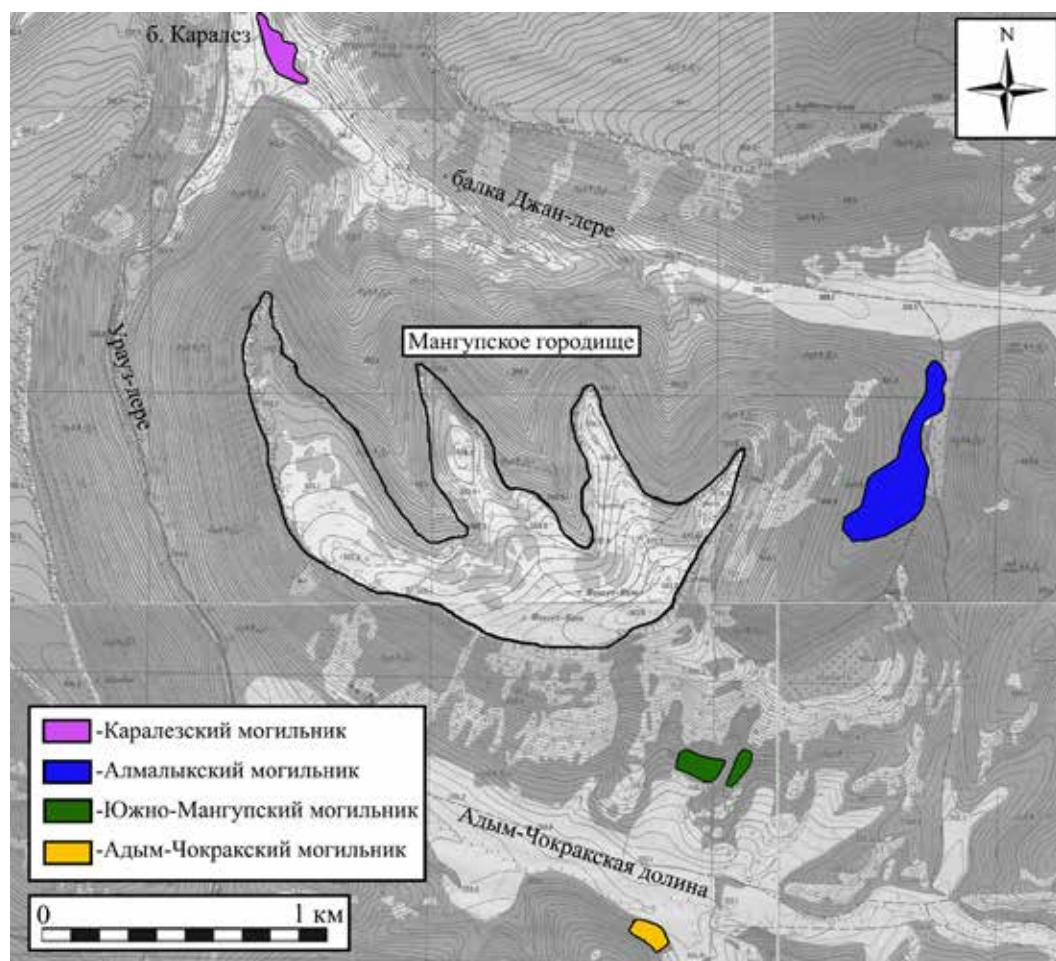 б. Каралез
N
балка Джан-дере
Мангупское городище
Урауз-дере
-Каралезский могильник
-Алмалыкский могильник
-Южно-Мангупский могильник
-Адым-Чокракский могильник
Адым-Чокракская долина
0 1 км